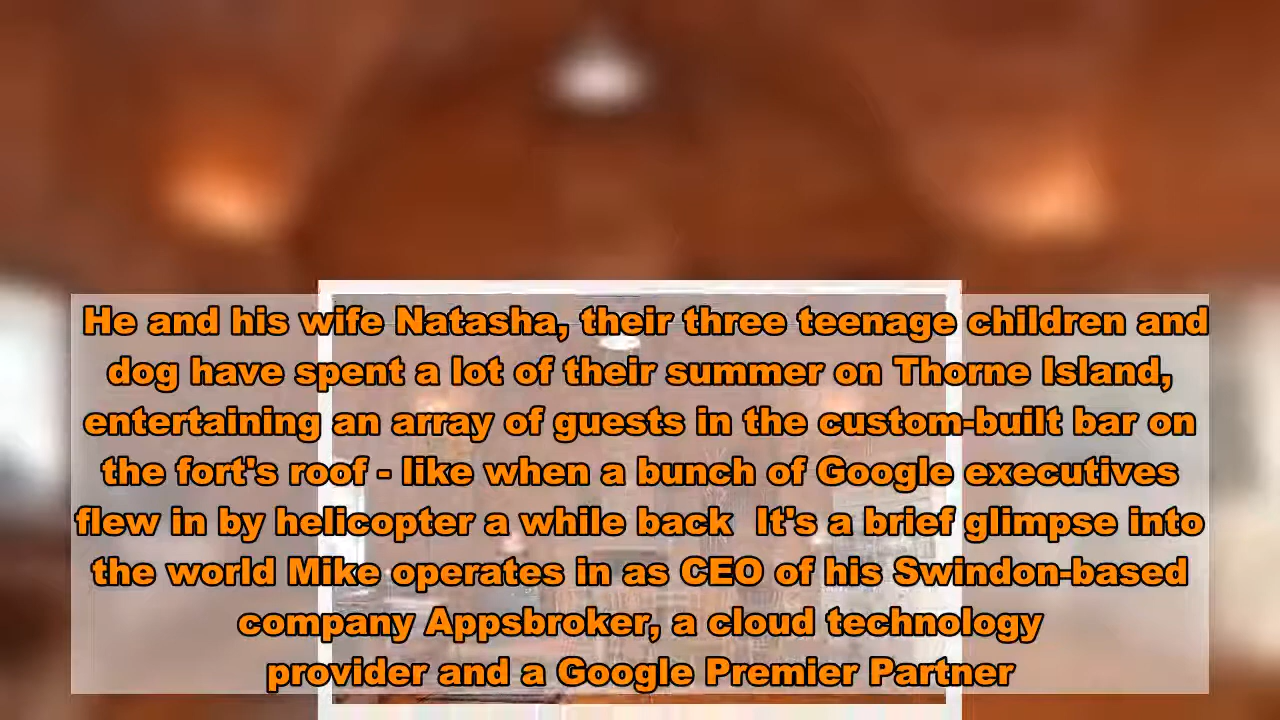 He and his wife Natasha, their three teenage children and
dog have spent a lot of their summer on Thorne Island,
entertaining an array of guests in the custom-built bar on
the fort's roof - like when a bunch of Google executives
flew in by helicopter a while back  It's a brief glimpse into
the world Mike operates in as CEO of his Swindon-based
company Appsbroker, a cloud technology
provider and a Google Premier Partner